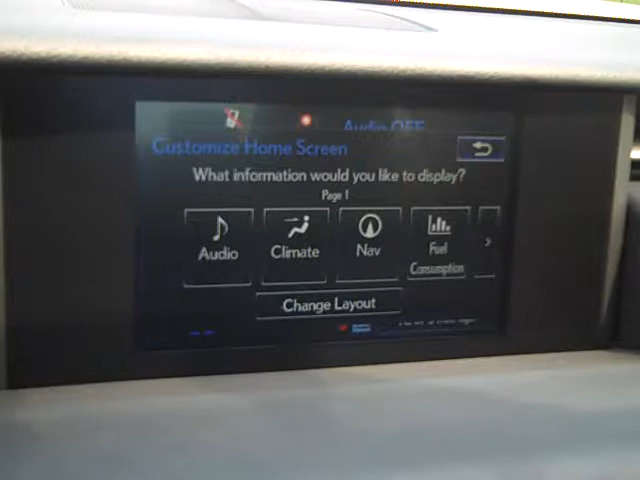 Audio OFF
Customize Home Screen
What information would you like to display?
Page 1
Audio
Climate
Nav
Fuel
Consumption
Change Layout